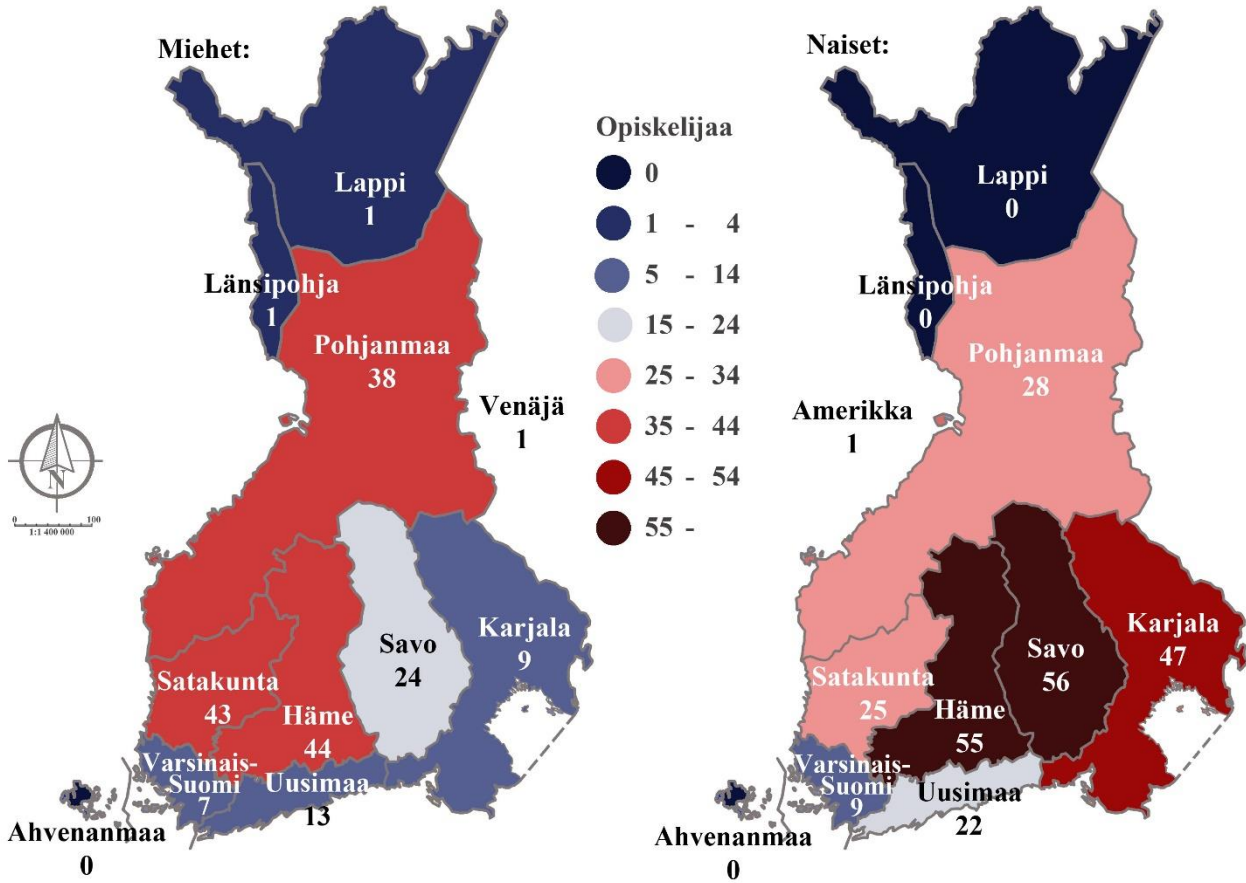 Miehet:
Lappi
1
Länsipohja
1
Pohjanmaa
38
Venäjä
1
Karjala
9
Savo
24
Satakunta
43
Häme
44
Varsinais-
Suomi
7
Uusimaa
13
Ahvenanmaa
0
N
0 100
1:1 400 000
Opiskelijaa
0
1 - 4
5 - 14
15 - 24
25 - 34
35 - 44
45 - 54
55 -
Naiset:
Lappi
0
Länsipohja
0
Pohjanmaa
28
Amerikka
1
Karjala
47
Savo
56
Satakunta
25
Häme
55
Varsinais-
Suomi
9
Uusimaa
22
Ahvenanmaa
0